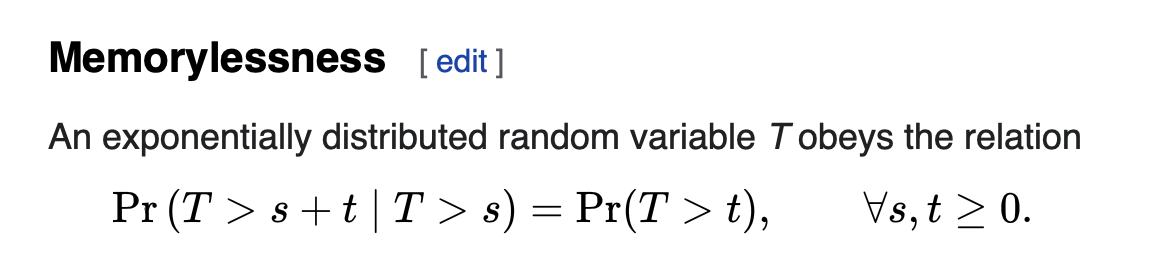 Memorylessness [ edit ]
An exponentially distributed random variable T obeys the relation
Pr (T > s + t | T > s) = Pr(T > t), ∀s, t ≥ 0.